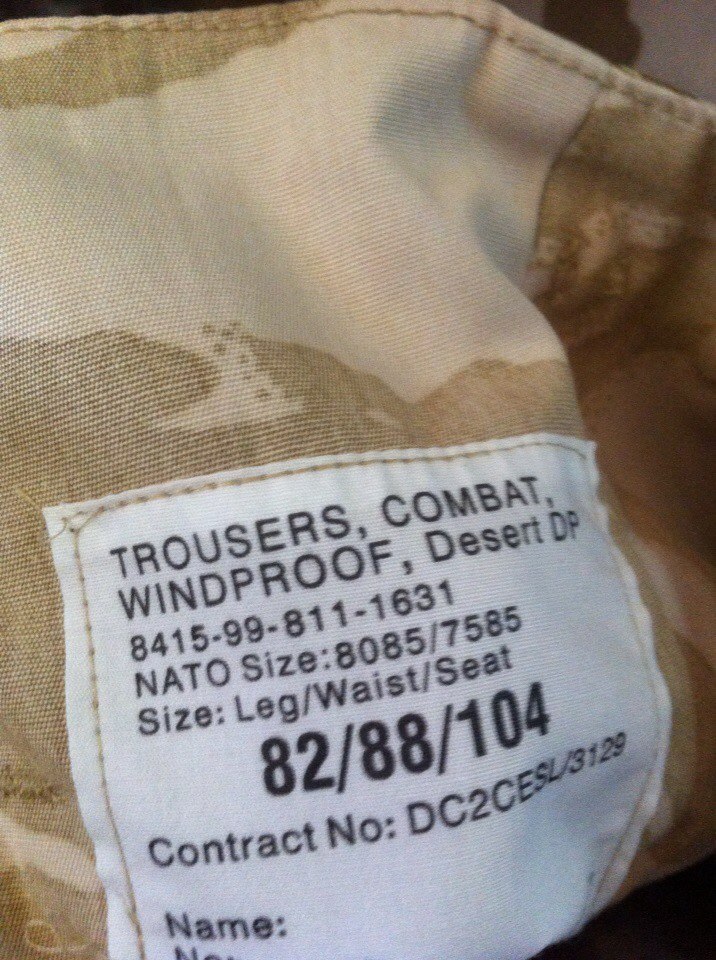 TROUSERS, COMBAT,
WINDPROOF, Desert DP
8415-99-811-1631
NATO Size:8085/7585
Size: Leg/Waist/Seat
82/88/104
Contract No: DC2CESL/3129
Name:
No: